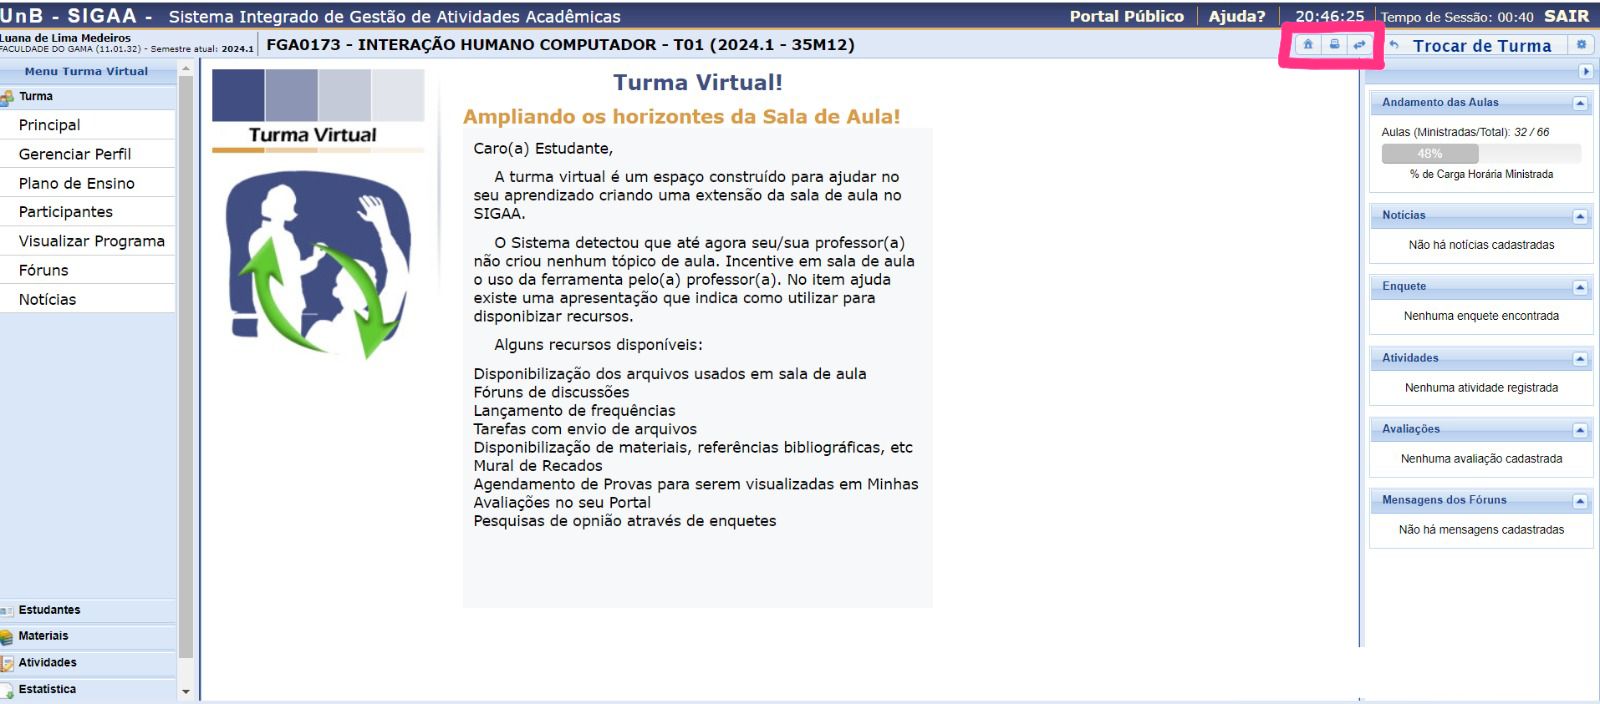 UnB - SIGAA - Sistema Integrado de Gestão de Atividades Acadêmicas
Portal Público
Ajuda?
20:46:25
Tempo de Sessão: 00:40
SAIR
Luana de Lima Medeiros
FACULDADE DO GAMA (11.01.32) - Semestre atual: 2024.1
FGA0173 - INTERAÇÃO HUMANO COMPUTADOR - T01 (2024.1 - 35M12)
Trocar de Turma
Menu Turma Virtual
Turma
Principal
Gerenciar Perfil
Plano de Ensino
Participantes
Visualizar Programa
Fóruns
Notícias
Estudantes
Materiais
Atividades
Estatística
Turma Virtual
Turma Virtual!
Ampliando os horizontes da Sala de Aula!
Caro(a) Estudante,
A turma virtual é um espaço construído para ajudar no
seu aprendizado criando uma extensão da sala de aula no
SIGAA.
O Sistema detectou que até agora seu/sua professor(a)
não criou nenhum tópico de aula. Incentive em sala de aula
o uso da ferramenta pelo(a) professor(a). No item ajuda
existe uma apresentação que indica como utilizar para
disponibizar recursos.
Alguns recursos disponíveis:
Disponibilização dos arquivos usados em sala de aula
Fóruns de discussões
Lançamento de frequências
Tarefas com envio de arquivos
Disponibilização de materiais, referências bibliográficas, etc
Mural de Recados
Agendamento de Provas para serem visualizadas em Minhas
Avaliações no seu Portal
Pesquisas de opnião através de enquetes
Andamento das Aulas
Aulas (Ministradas/Total): 32 / 66
48%
% de Carga Horária Ministrada
Notícias
Não há notícias cadastradas
Enquete
Nenhuma enquete encontrada
Atividades
Nenhuma atividade registrada
Avaliações
Nenhuma avaliação cadastrada
Mensagens dos Fóruns
Não há mensagens cadastradas